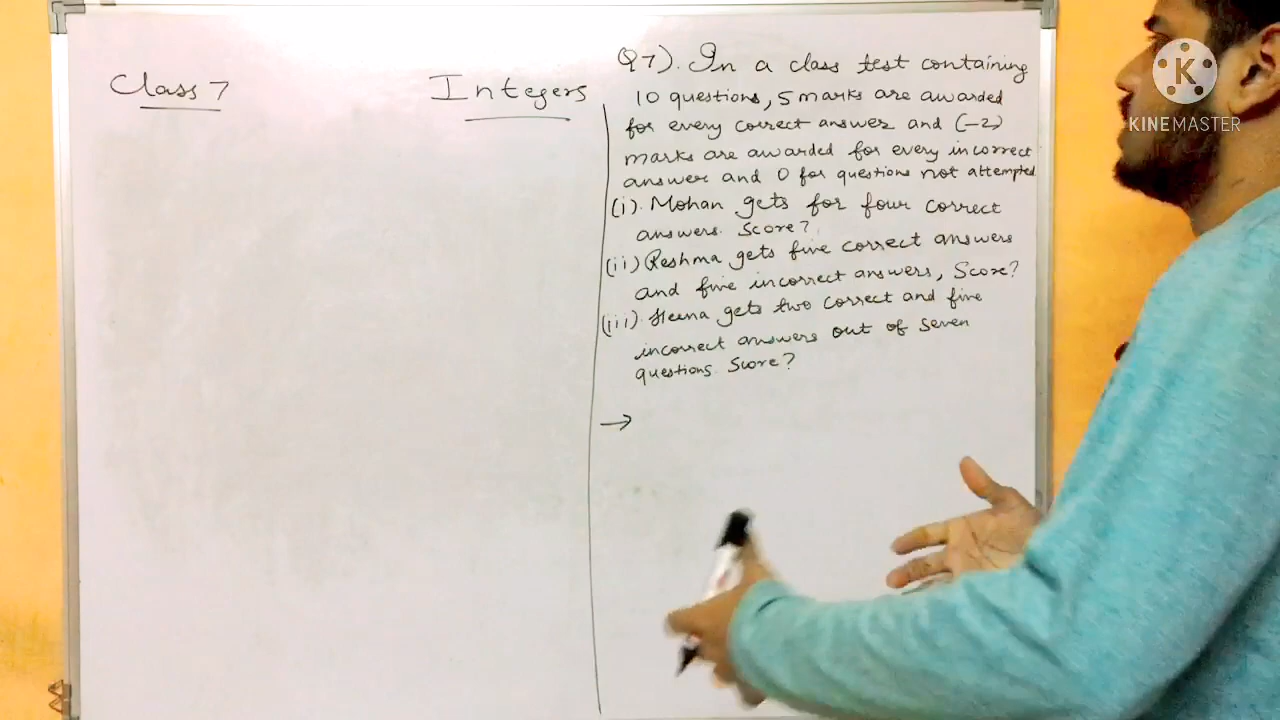 Class 7
Integers
Q7). In a class test containing
10 questions, 5 marks are awarded
for every correct answer and (-2)
marks are awarded for every incorrect
answer and 0 for questions not attempted
(i). Mohan gets for four correct
answers. Score?
(ii) Reshma gets five correct answers
and five incorrect answers, Score?
(iii). Heena gets two correct and five
incorrect answers out of seven
questions. Score?
→
K
KINEMASTER